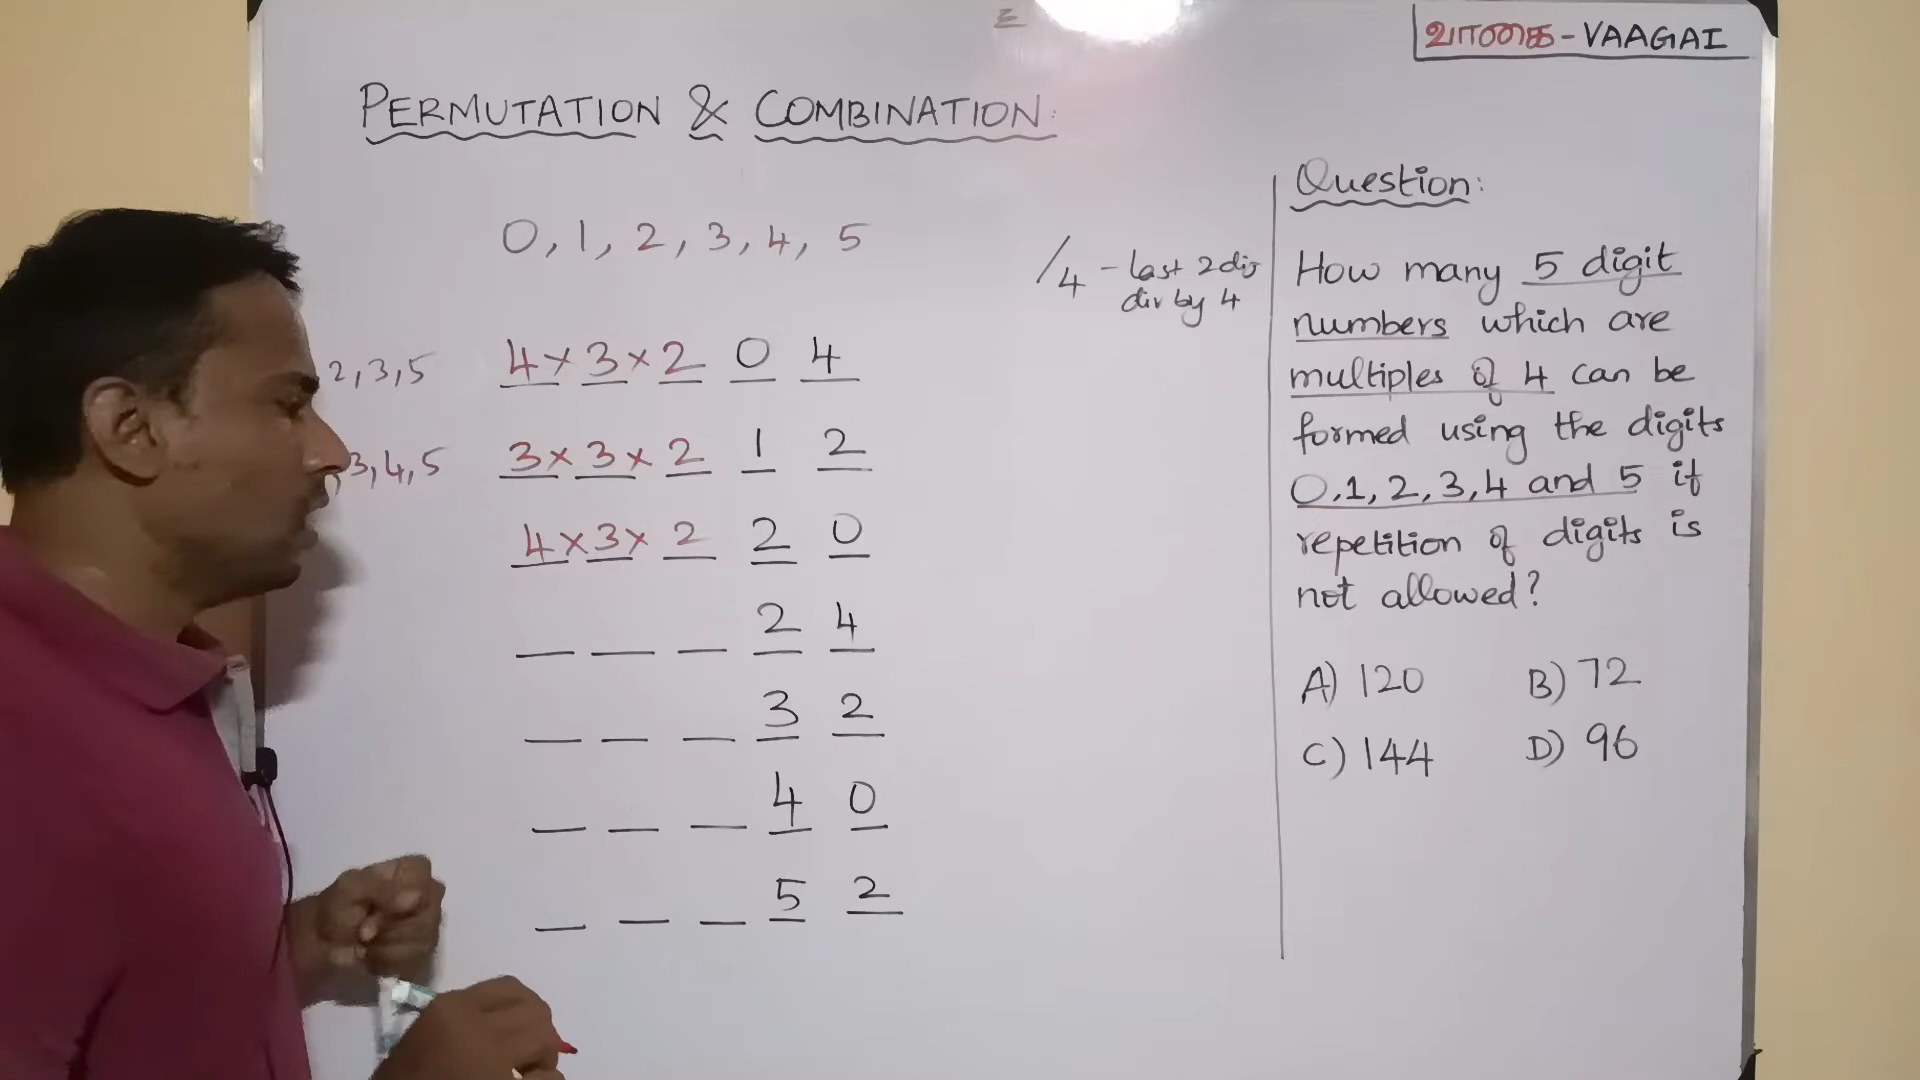 வாகை - VAAGAI
PERMUTATION & COMBINATION:
0, 1, 2, 3, 4, 5
/4 - last 2 dig
div by 4
2, 3, 5 4 × 3 × 2 0 4
3, 4, 5 3 × 3 × 2 1 2
4 × 3 × 2 2 0
_ _ _ 2 4
_ _ _ 3 2
_ _ _ 4 0
_ _ _ 5 2
Question:
How many 5 digit
numbers which are
multiples of 4 can be
formed using the digits
0, 1, 2, 3, 4 and 5 if
repetition of digits is
not allowed?
A) 120 B) 72
C) 144 D) 96